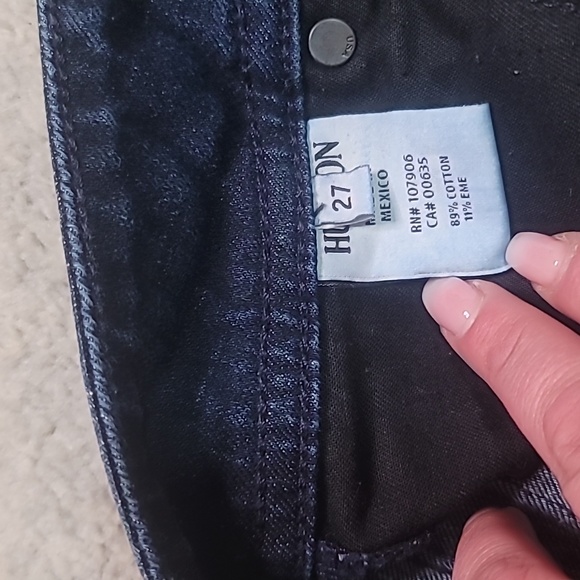 27
MEXICO
RN# 107906
CA# 00635
89% COTTON
11% EME